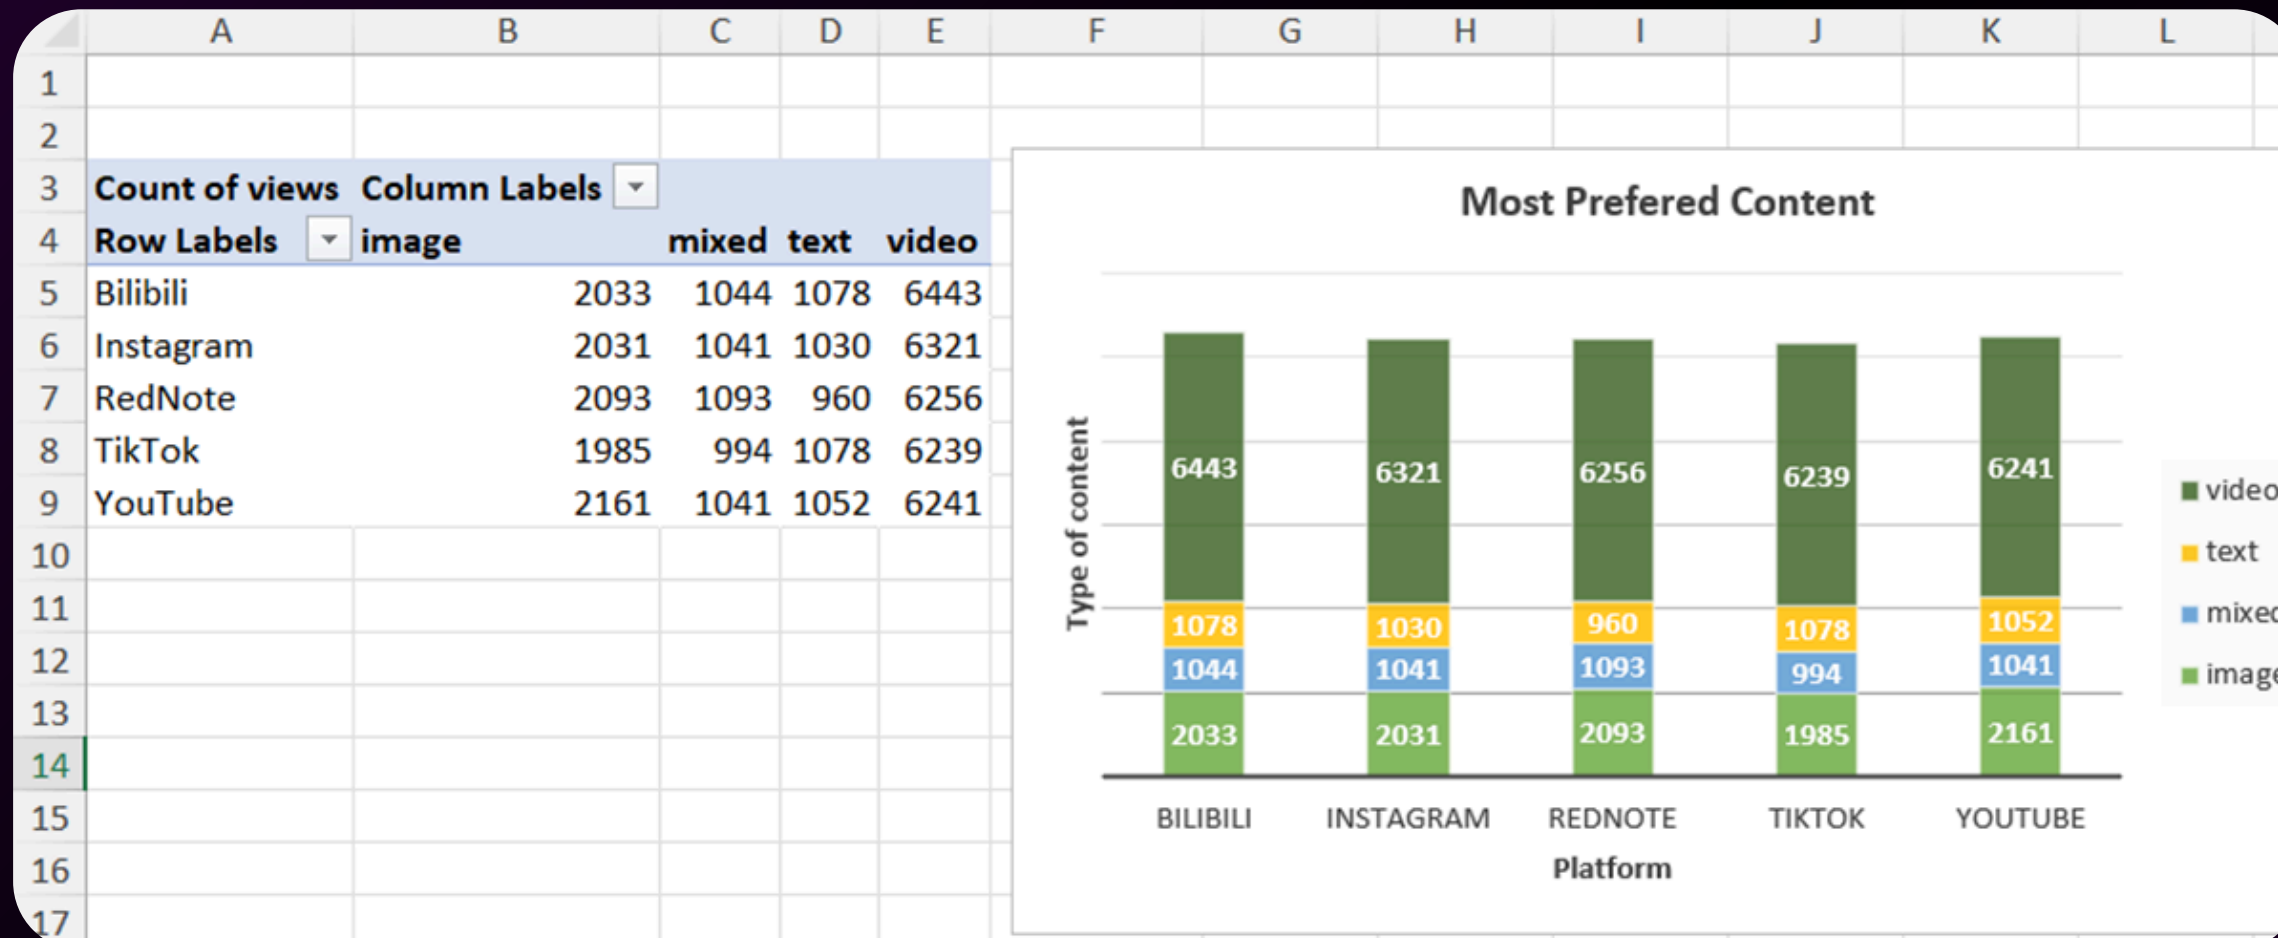 A B C D E F G H I J K L
1
2
3 Count of views Column Labels
4 Row Labels image mixed text video
5 Bilibili 2033 1044 1078 6443
6 Instagram 2031 1041 1030 6321
7 RedNote 2093 1093 960 6256
8 TikTok 1985 994 1078 6239
9 YouTube 2161 1041 1052 6241
10
11
12
13
14
15
16
17
Most Prefered Content
Type of content
6443 6321 6256 6239 6241
1078 1030 960 1078 1052
1044 1041 1093 994 1041
2033 2031 2093 1985 2161
BILIBILI INSTAGRAM REDNOTE TIKTOK YOUTUBE
Platform
video
text
mixed
image